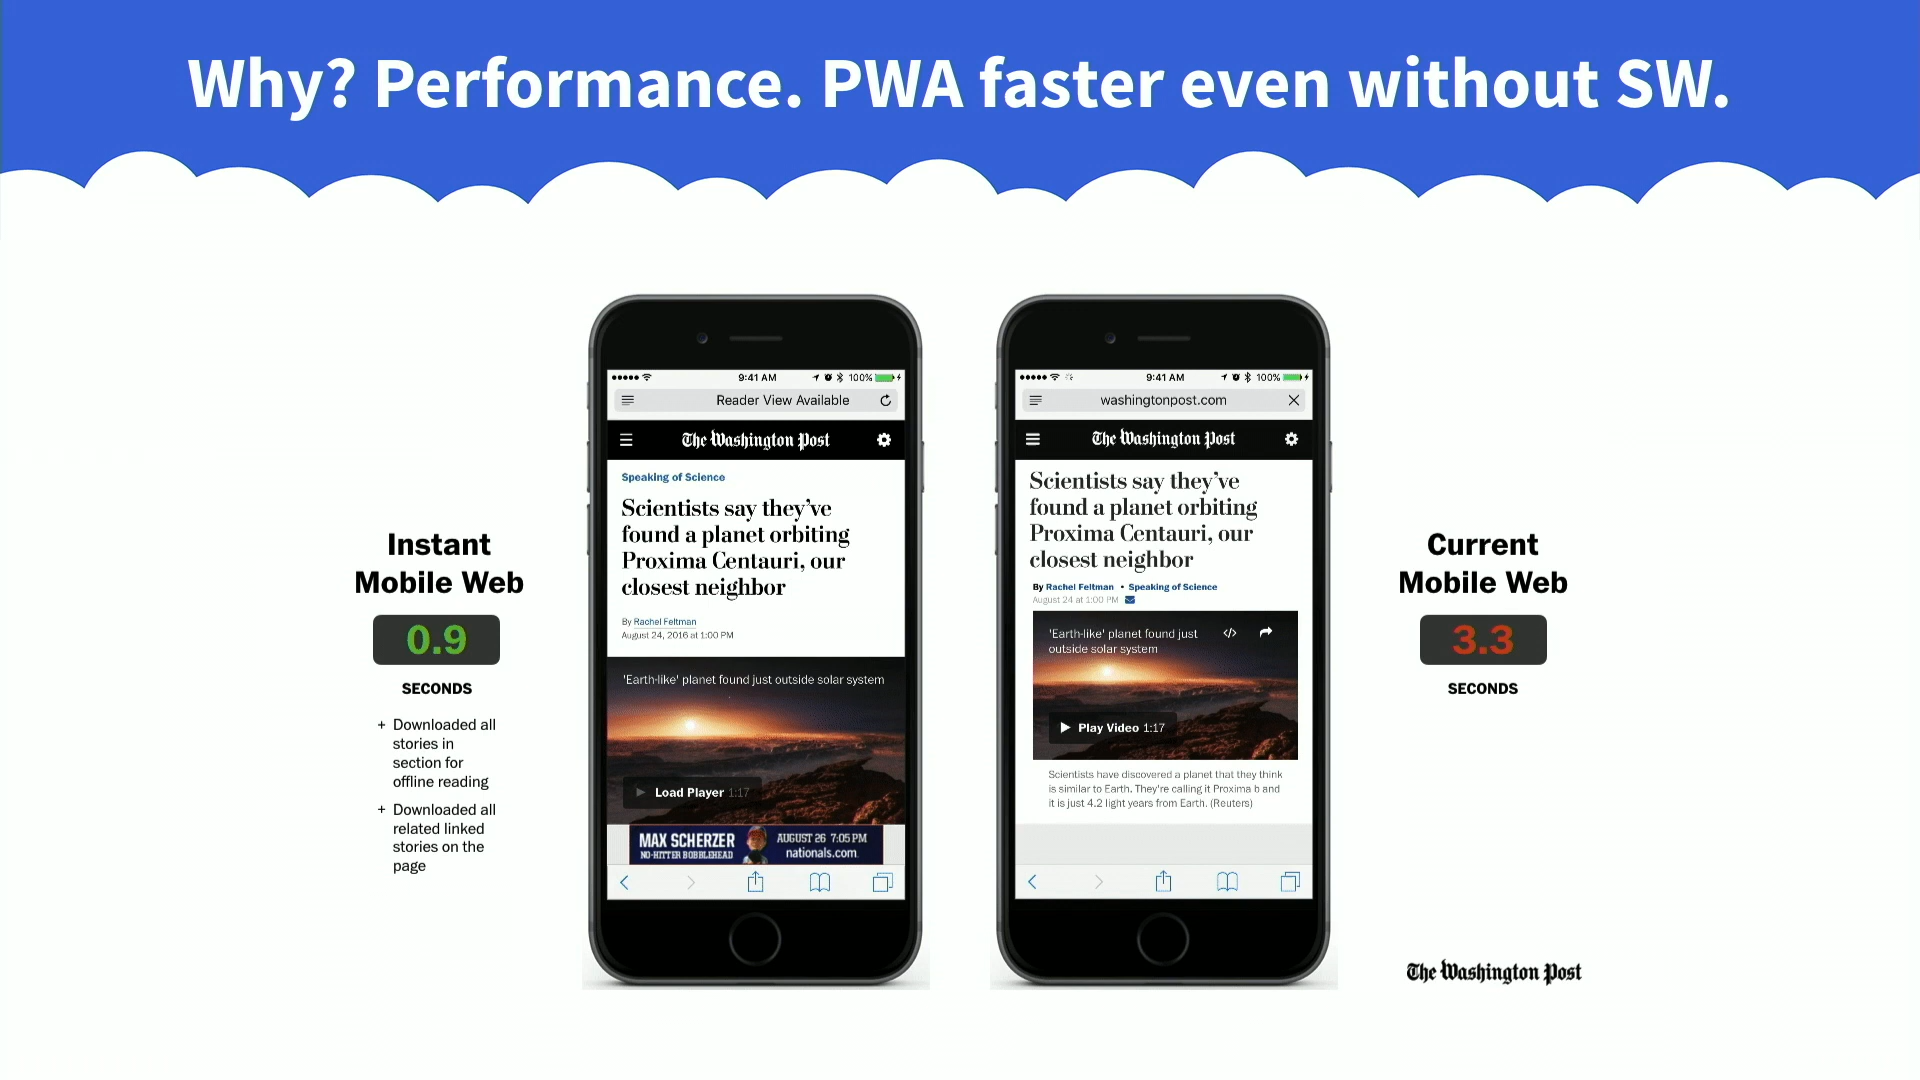 Why? Performance. PWA faster even without SW.
Instant
Mobile Web
0.9
SECONDS
+ Downloaded all
stories in
section for
offline reading
+ Downloaded all
related linked
stories on the
page
9:41 AM
100%
Reader View Available
The Washington Post
Speaking of Science
Scientists say they've
found a planet orbiting
Proxima Centauri, our
closest neighbor
By Rachel Feltman
August 24, 2016 at 1:00 PM
'Earth-like' planet found just outside solar system
Load Player 1:17
MAX SCHERZER
NO-HITTER BOBBLEHEAD
AUGUST 26 7:05 PM
nationals.com
9:41 AM
100%
washingtonpost.com
The Washington Post
Scientists say they've
found a planet orbiting
Proxima Centauri, our
closest neighbor
By Rachel Feltman • Speaking of Science
August 24 at 1:00 PM
'Earth-like' planet found just
outside solar system
Play Video 1:17
Scientists have discovered a planet that they think
is similar to Earth. They're calling it Proxima b and
it is just 4.2 light years from Earth. (Reuters)
Current
Mobile Web
3.3
SECONDS
The Washington Post